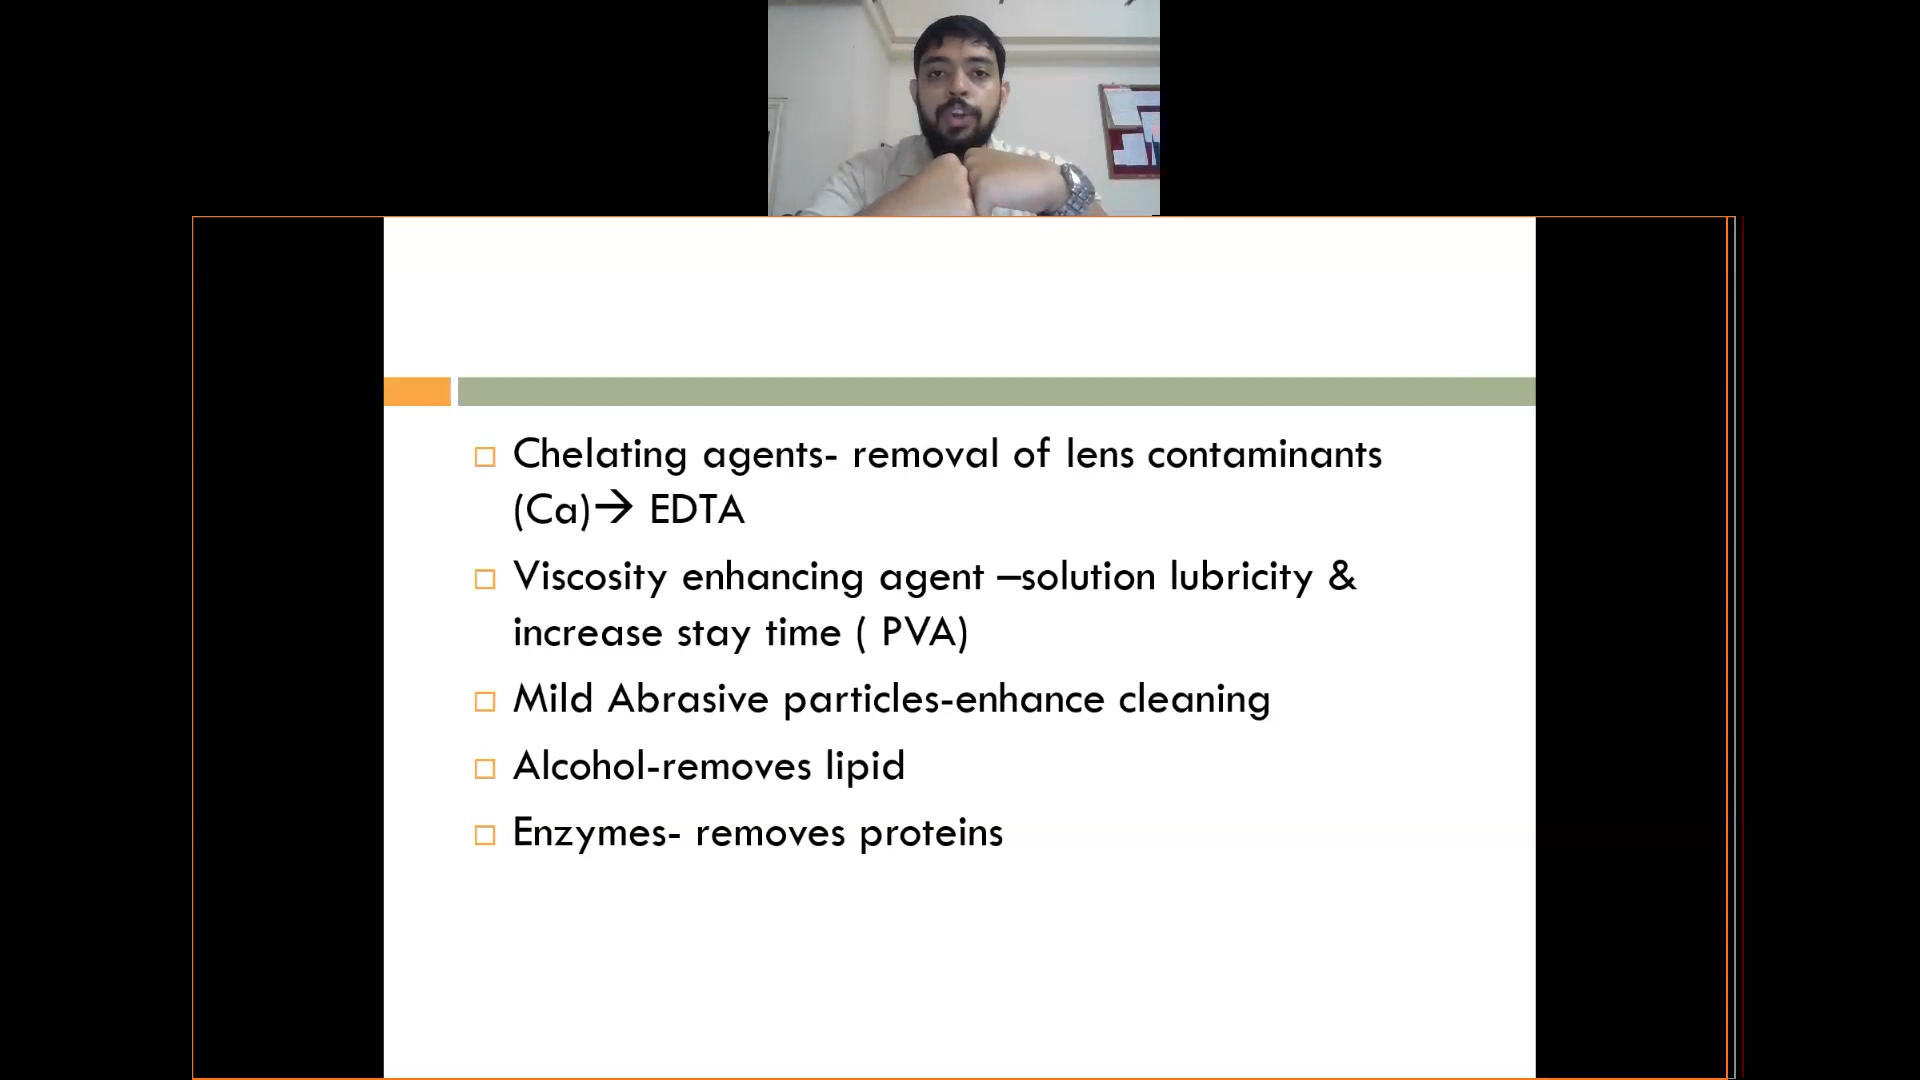 Chelating agents- removal of lens contaminants
(Ca)→ EDTA
Viscosity enhancing agent –solution lubricity &
increase stay time ( PVA)
Mild Abrasive particles-enhance cleaning
Alcohol-removes lipid
Enzymes- removes proteins